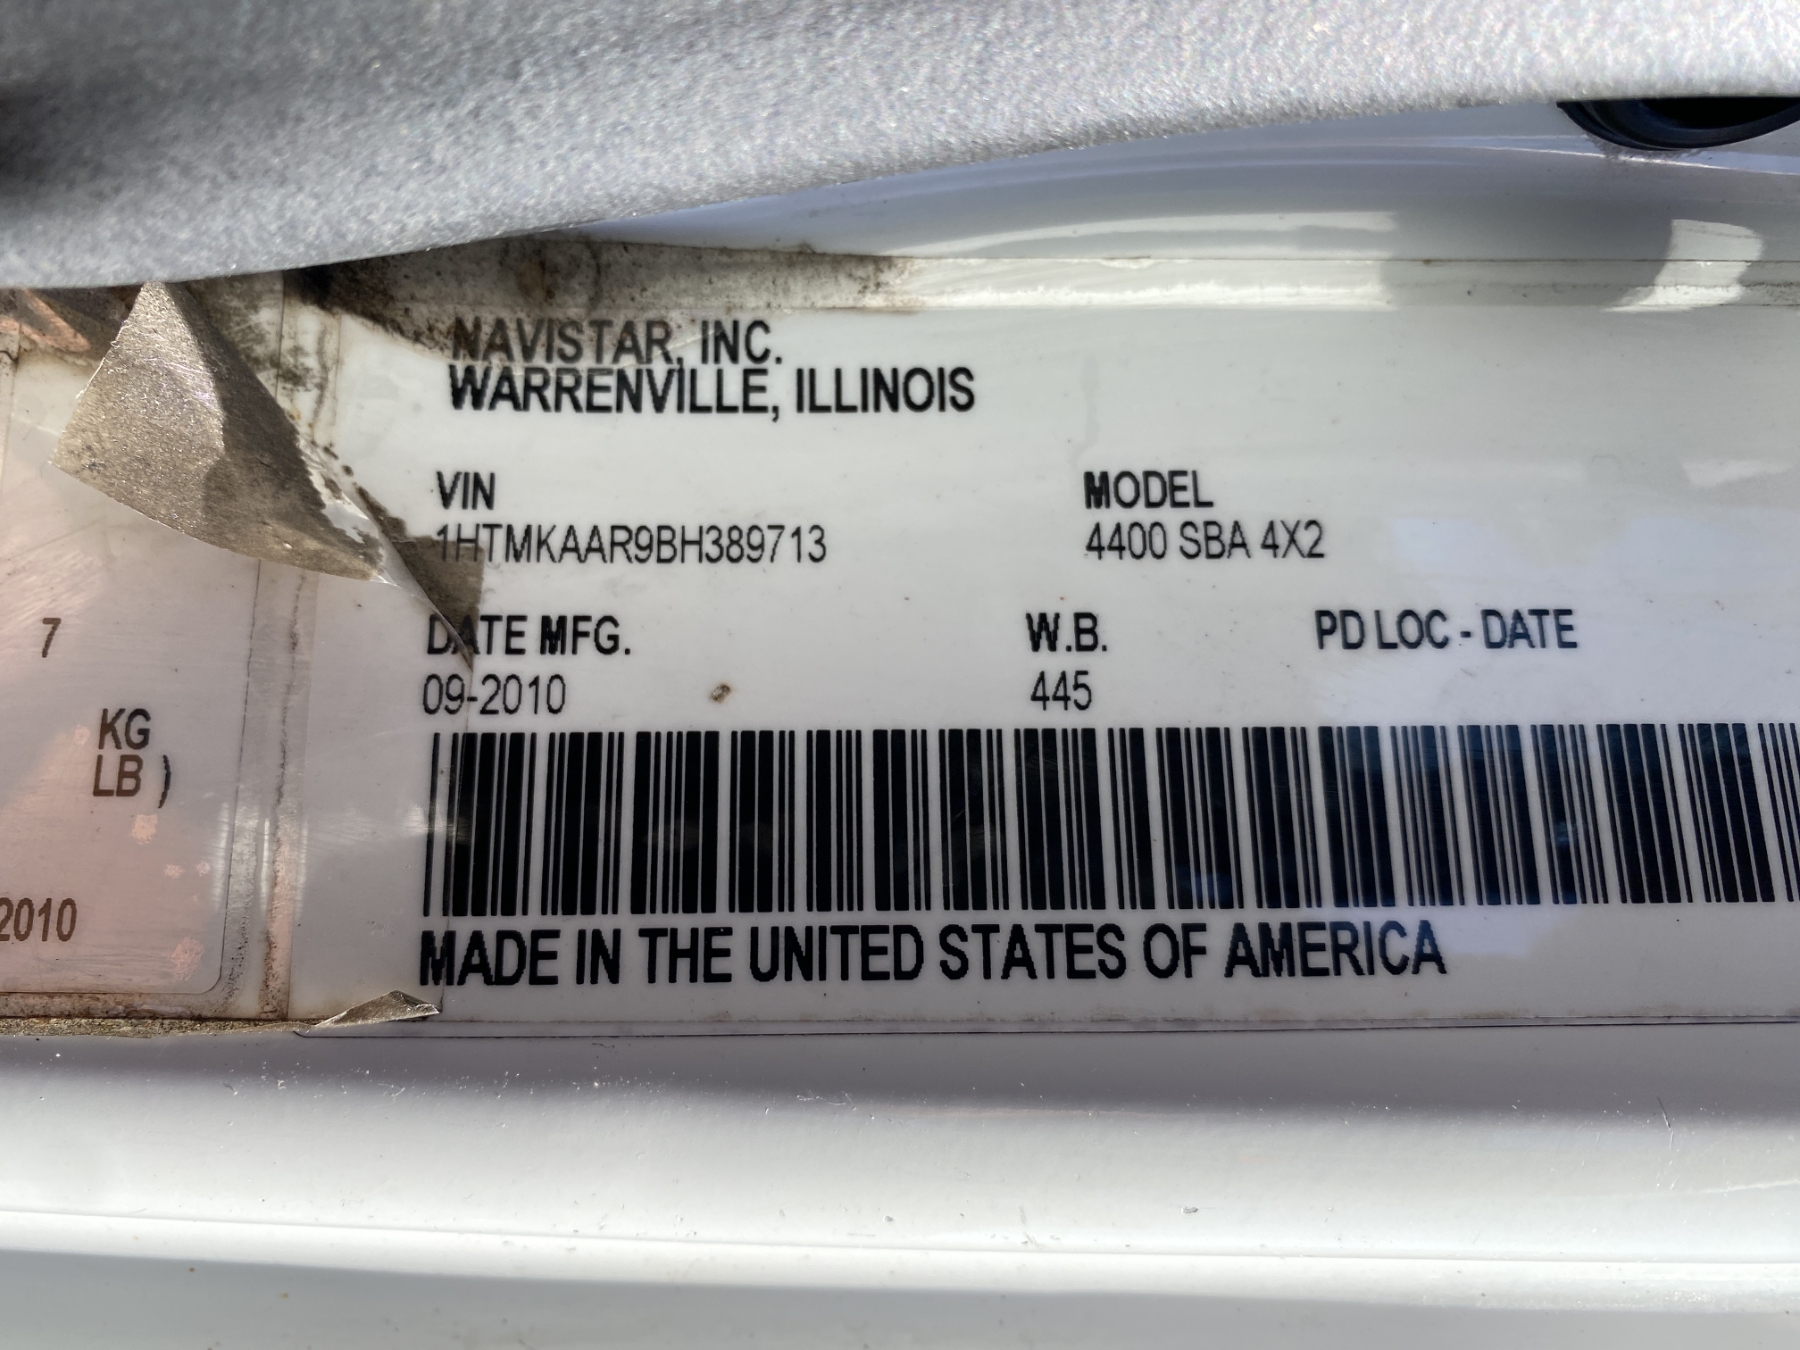 NAVISTAR, INC.
WARRENVILLE, ILLINOIS
VIN
MODEL
1HTMKAAR9BH389713
4400 SBA 4X2
DATE MFG.
W.B.
PD LOC - DATE
09-2010
445
MADE IN THE UNITED STATES OF AMERICA
7
KG
LB )
2010